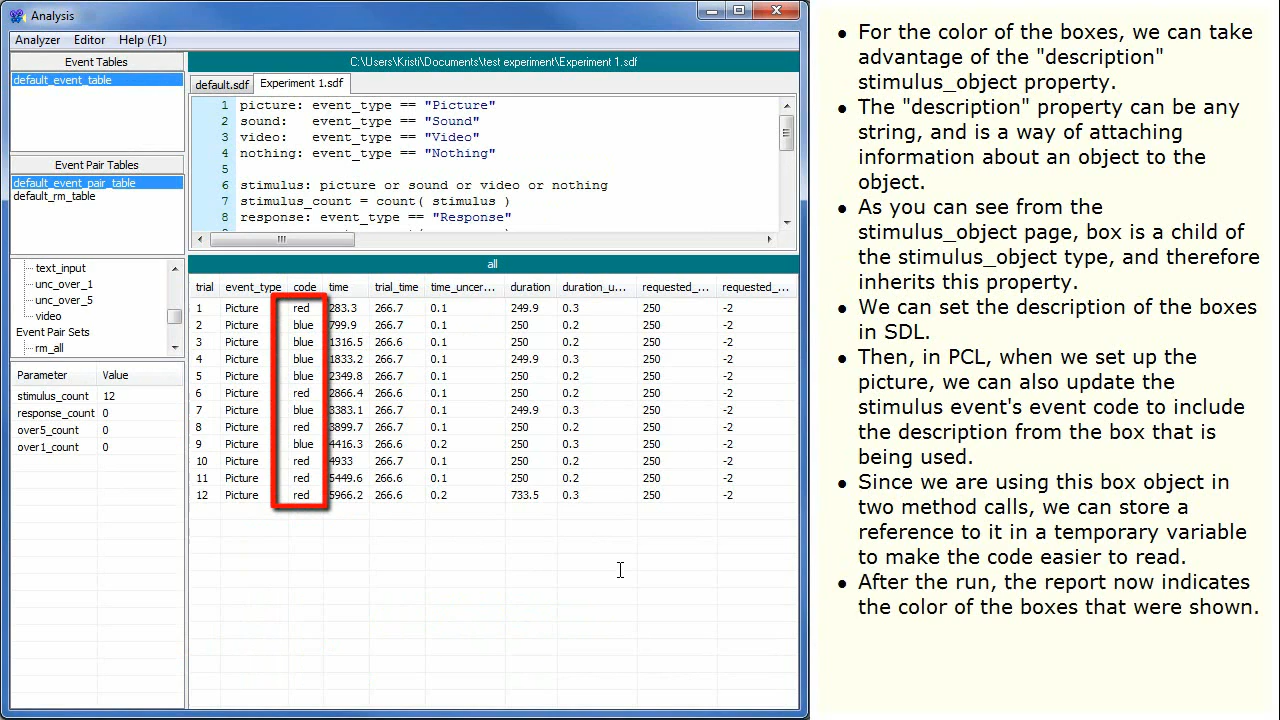 Analysis
Analyzer Editor Help (F1)
Event Tables
default_event_table
Event Pair Tables
default_event_pair_table
default_rm_table
text_input
unc_over_1
unc_over_5
video
Event Pair Sets
rm_all
Parameter Value
stimulus_count 12
response_count 0
over5_count 0
over1_count 0
C:\Users\Kristi\Documents\test experiment\Experiment 1.sdf
default.sdf Experiment 1.sdf
1 picture: event_type == "Picture"
2 sound: event_type == "Sound"
3 video: event_type == "Video"
4 nothing: event_type == "Nothing"
5
6 stimulus: picture or sound or video or nothing
7 stimulus_count = count( stimulus )
8 response: event_type == "Response"
all
trial event_type code time trial_time time_uncer... duration duration_u... requested_... requested_...
1 Picture red 283.3 266.7 0.1 249.9 0.3 250 -2
2 Picture blue 799.9 266.7 0.1 250 0.2 250 -2
3 Picture blue 1316.5 266.6 0.1 250 0.2 250 -2
4 Picture blue 1833.2 266.7 0.1 249.9 0.3 250 -2
5 Picture blue 2349.8 266.7 0.1 250 0.2 250 -2
6 Picture red 2866.4 266.6 0.1 250 0.2 250 -2
7 Picture blue 3383.1 266.7 0.1 249.9 0.3 250 -2
8 Picture red 3899.7 266.7 0.1 250 0.2 250 -2
9 Picture blue 4416.3 266.6 0.2 250 0.3 250 -2
10 Picture red 4933 266.7 0.1 250 0.2 250 -2
11 Picture red 5449.6 266.6 0.1 250 0.2 250 -2
12 Picture red 5966.2 266.6 0.2 733.5 0.3 250 -2
• For the color of the boxes, we can take
advantage of the "description"
stimulus_object property.
• The "description" property can be any
string, and is a way of attaching
information about an object to the
object.
• As you can see from the
stimulus_object page, box is a child of
the stimulus_object type, and therefore
inherits this property.
• We can set the description of the boxes
in SDL.
• Then, in PCL, when we set up the
picture, we can also update the
stimulus event's event code to include
the description from the box that is
being used.
• Since we are using this box object in
two method calls, we can store a
reference to it in a temporary variable
to make the code easier to read.
• After the run, the report now indicates
the color of the boxes that were shown.